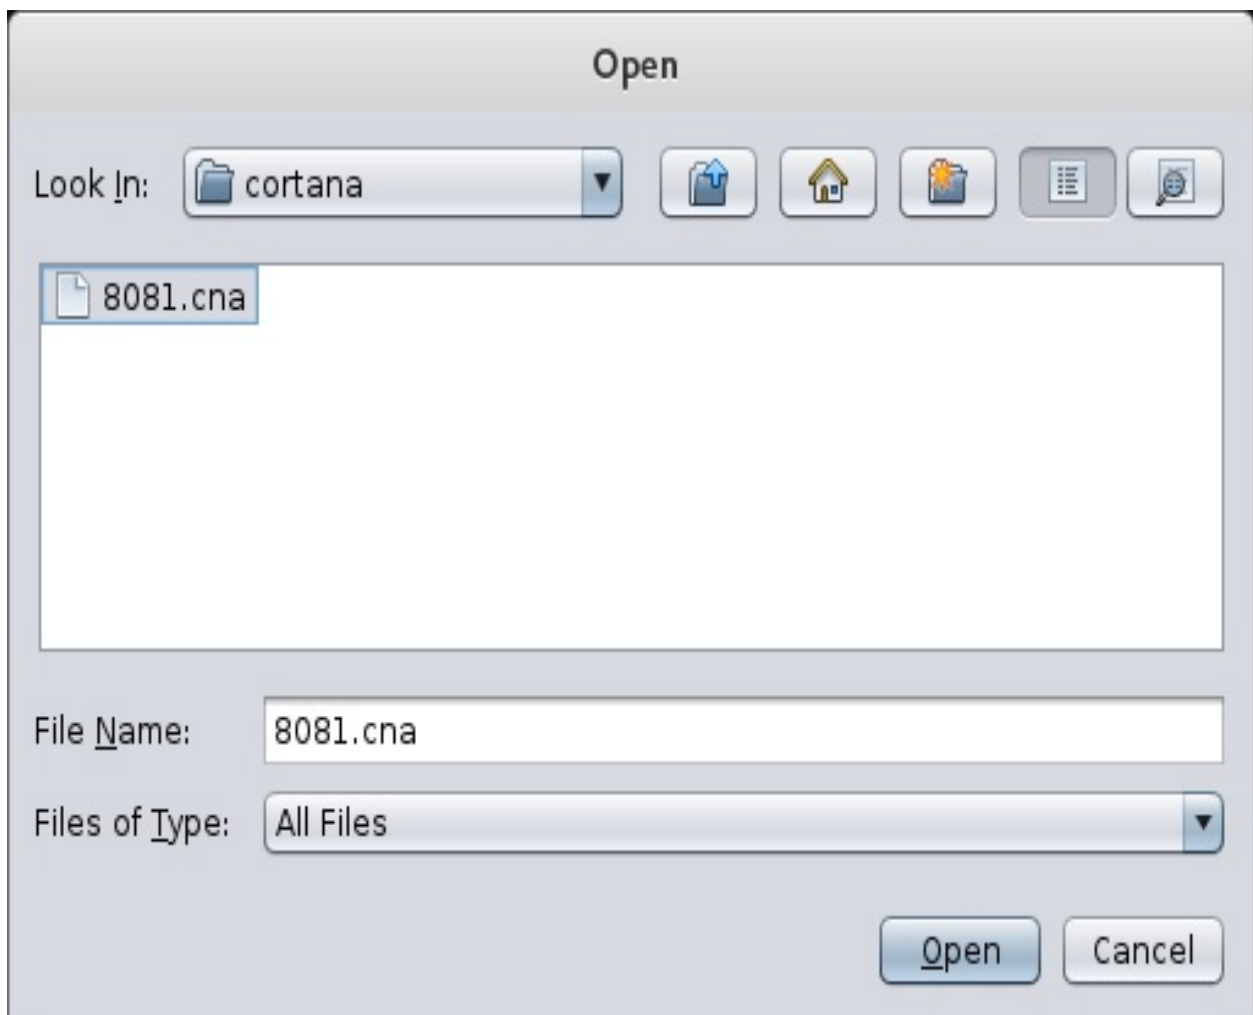 Open
Look In: cortana
8081.cna
File Name: 8081.cna
Files of Type: All Files
Open Cancel